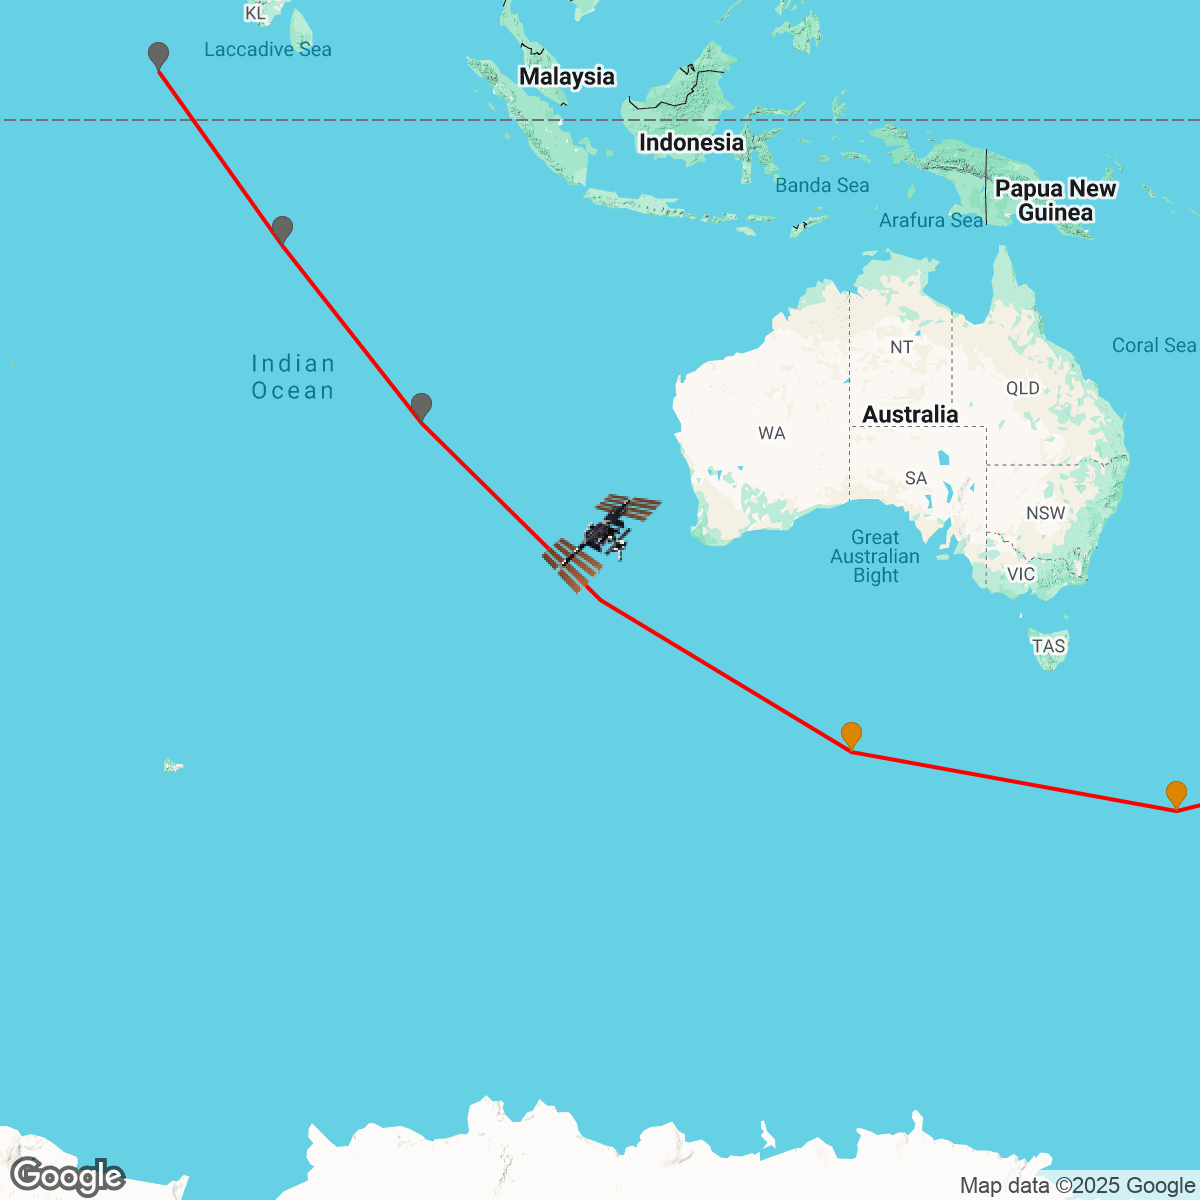 KL
Laccadive Sea
Malaysia
Indonesia
Banda Sea
Papua New
Guinea
Arafura Sea
Coral Sea
NT
Indian
Ocean
QLD
Australia
WA
SA
NSW
Great
Australian
Bight
VIC
TAS
Google
Map data ©2025 Google